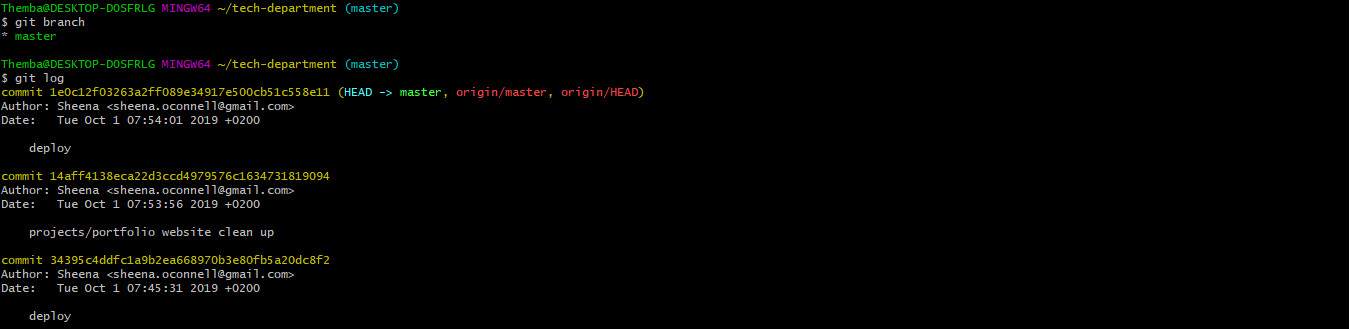 Themba@DESKTOP-DOSFRLG MINGW64 ~/tech-department (master)
$ git branch
* master
Themba@DESKTOP-DOSFRLG MINGW64 ~/tech-department (master)
$ git log
commit 1e0c12f03263a2ff089e34917e500cb51c558e11 (HEAD -> master, origin/master, origin/HEAD)
Author: Sheena <sheena.oconnell@gmail.com>
Date:   Tue Oct 1 07:54:01 2019 +0200
    deploy
commit 14aff4138eca22d3ccd4979576c1634731819094
Author: Sheena <sheena.oconnell@gmail.com>
Date:   Tue Oct 1 07:53:56 2019 +0200
    projects/portfolio website clean up
commit 34395c4ddfc1a9b2ea668970b3e80fb5a20dc8f2
Author: Sheena <sheena.oconnell@gmail.com>
Date:   Tue Oct 1 07:45:31 2019 +0200
    deploy